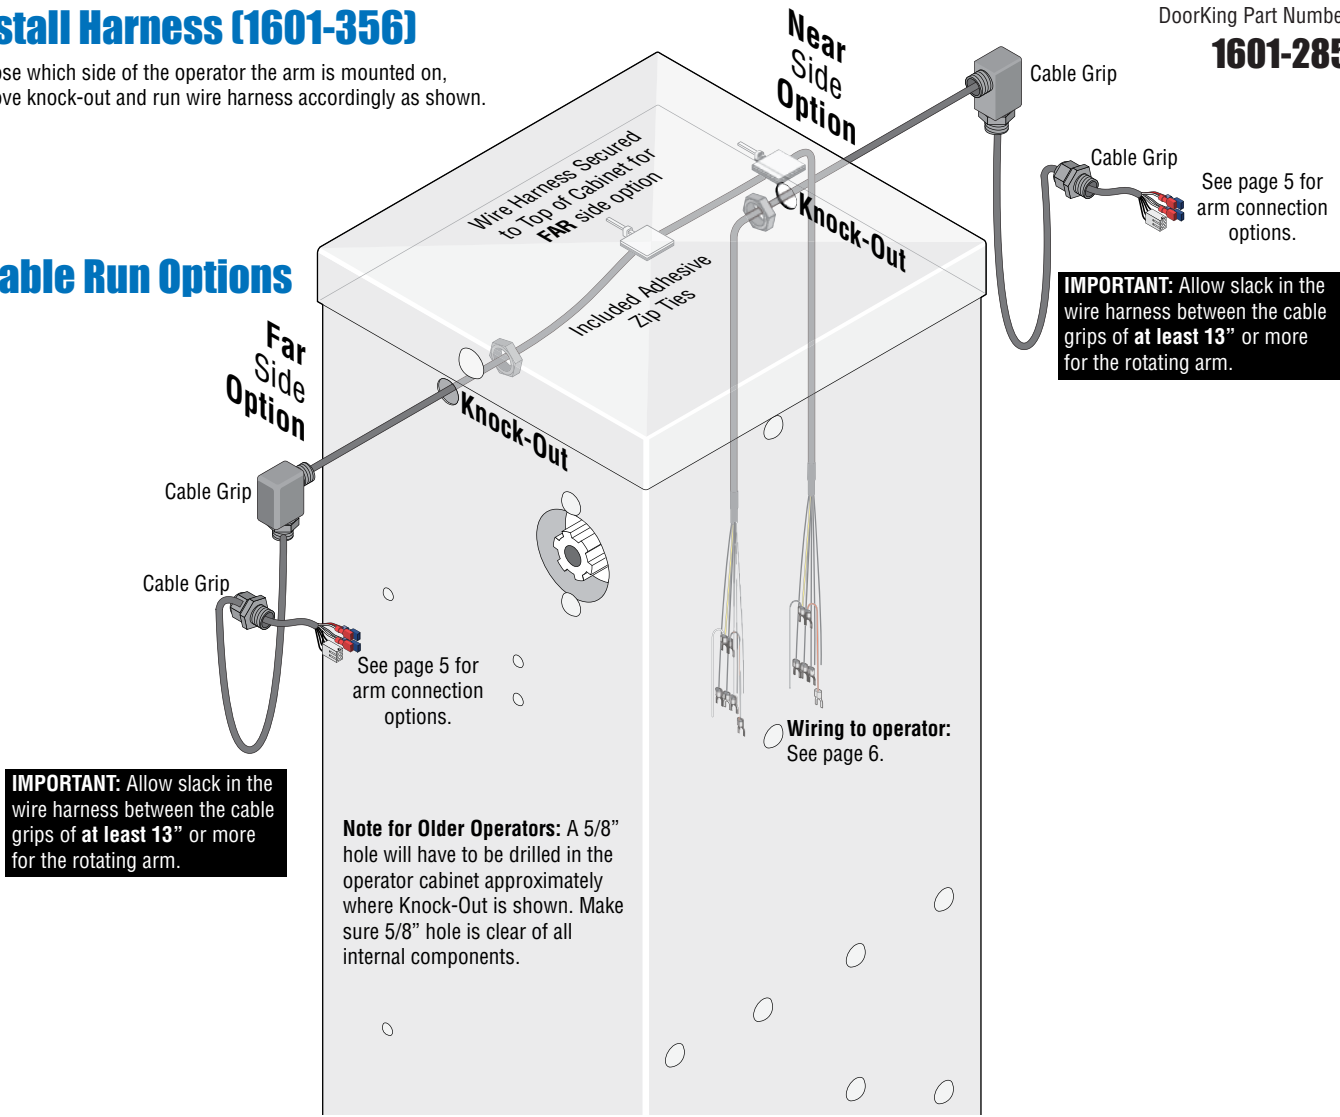 stall Harness (1601-356)
ose which side of the operator the arm is mounted on,
ove knock-out and run wire harness accordingly as shown.
DoorKing Part Numbe
1601-285
Near
Side
Option
Cable Grip
Cable Grip
See page 5 for
arm connection
options.
IMPORTANT: Allow slack in the
wire harness between the cable
grips of at least 13” or more
for the rotating arm.
Wire Harness Secured
to Top of Cabinet for
FAR side option
Knock-Out
Included Adhesive
Zip Ties
able Run Options
Far
Side
Option
Knock-Out
Cable Grip
Cable Grip
See page 5 for
arm connection
options.
IMPORTANT: Allow slack in the
wire harness between the cable
grips of at least 13” or more
for the rotating arm.
Wiring to operator:
See page 6.
Note for Older Operators: A 5/8”
hole will have to be drilled in the
operator cabinet approximately
where Knock-Out is shown. Make
sure 5/8” hole is clear of all
internal components.